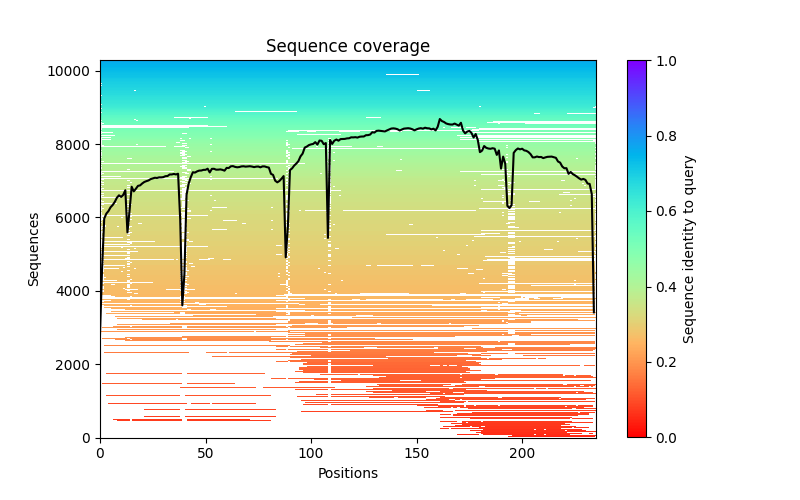 Sequence coverage
10000
8000
6000
4000
2000
0
0 50 100 150 200
Positions
Sequences
1.0
0.8
0.6
0.4
0.2
0.0
Sequence identity to query